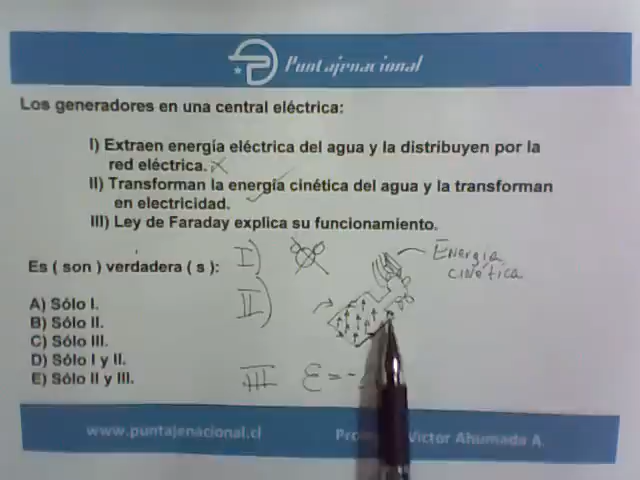 Puntajenacional
Los generadores en una central eléctrica:
I) Extraen energía eléctrica del agua y la distribuyen por la
red eléctrica.
II) Transforman la energía cinética del agua y la transforman
en electricidad.
III) Ley de Faraday explica su funcionamiento.
Es ( son ) verdadera ( s ):
A) Sólo I.
B) Sólo II.
C) Sólo III.
D) Sólo I y II.
E) Sólo II y III.
I)
Energía
cinética
II)
III ε = -
www.puntajenacional.cl
Victor Ahumada A.